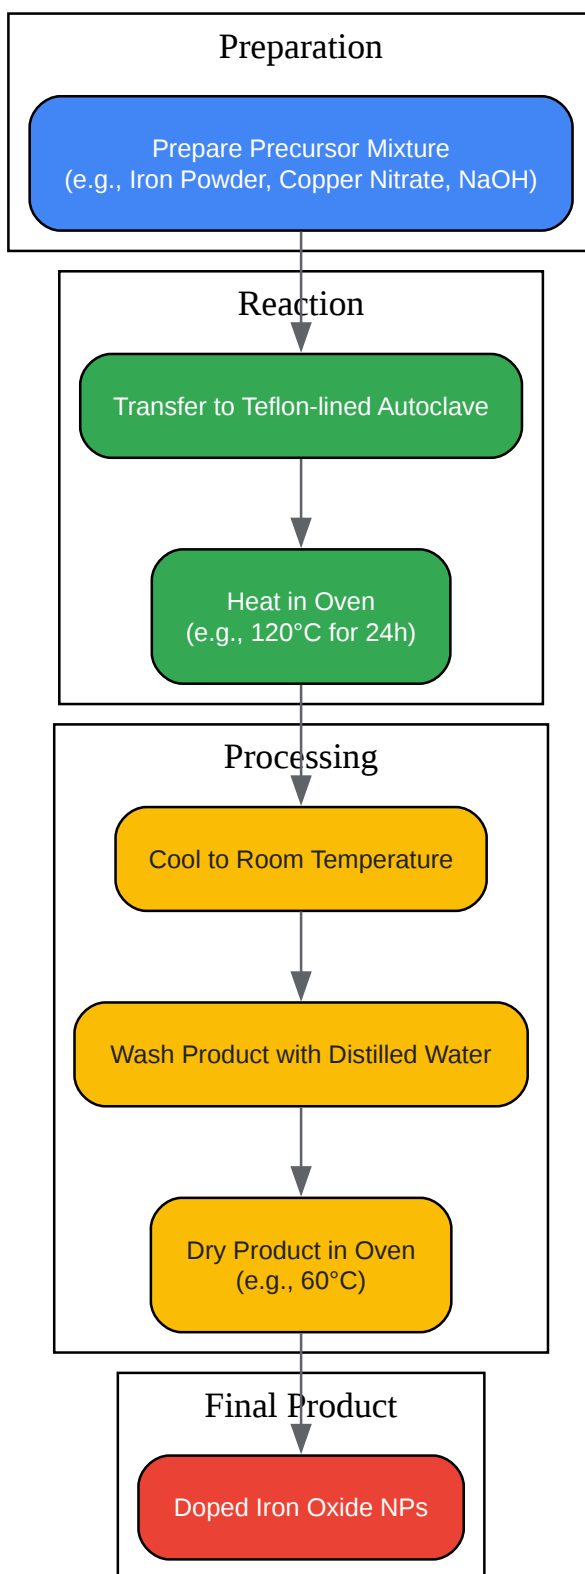 Preparation
Prepare Precursor Mixture
(e.g., Iron Powder, Copper Nitrate, NaOH)
Reaction
Transfer to Teflon-lined Autoclave
Heat in Oven
(e.g., 120°C for 24h)
Processing
Cool to Room Temperature
Wash Product with Distilled Water
Dry Product in Oven
(e.g., 60°C)
Final Product
Doped Iron Oxide NPs